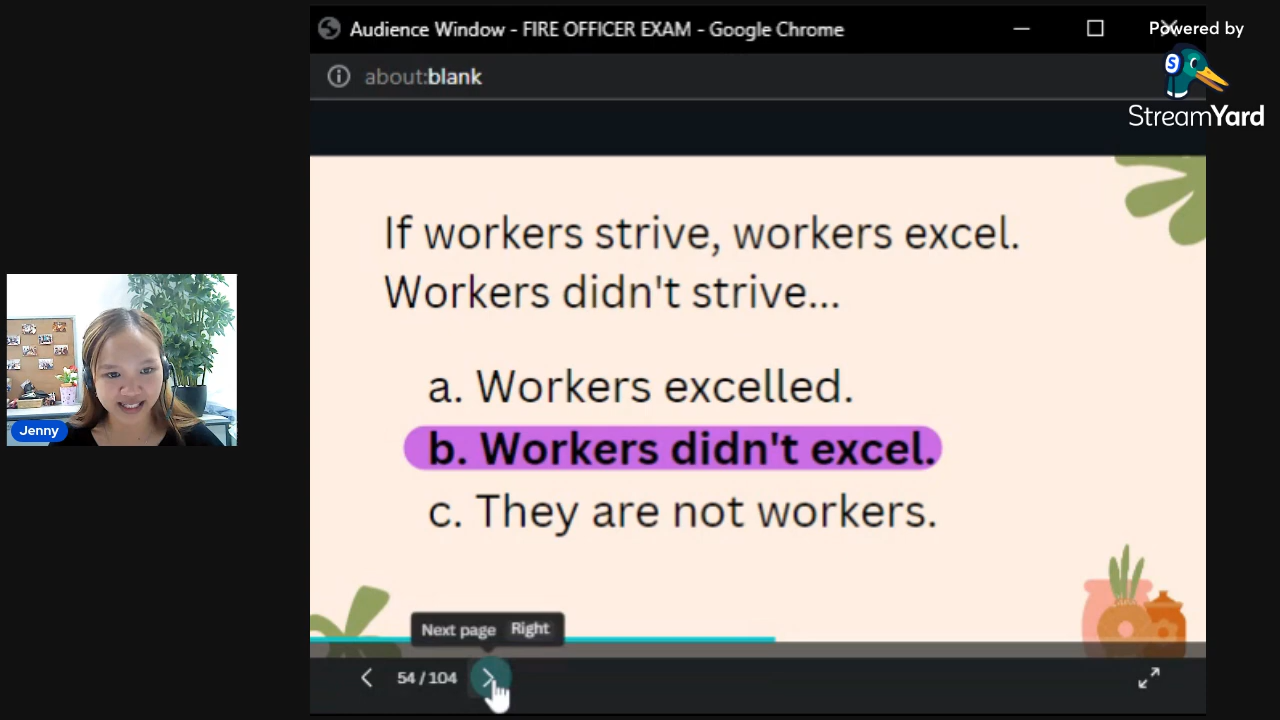 Audience Window - FIRE OFFICER EXAM - Google Chrome
Powered by
about:blank
S
StreamYard
If workers strive, workers excel.
Workers didn't strive...
a. Workers excelled.
b. Workers didn't excel.
c. They are not workers.
Jenny
Next page Right
54 / 104